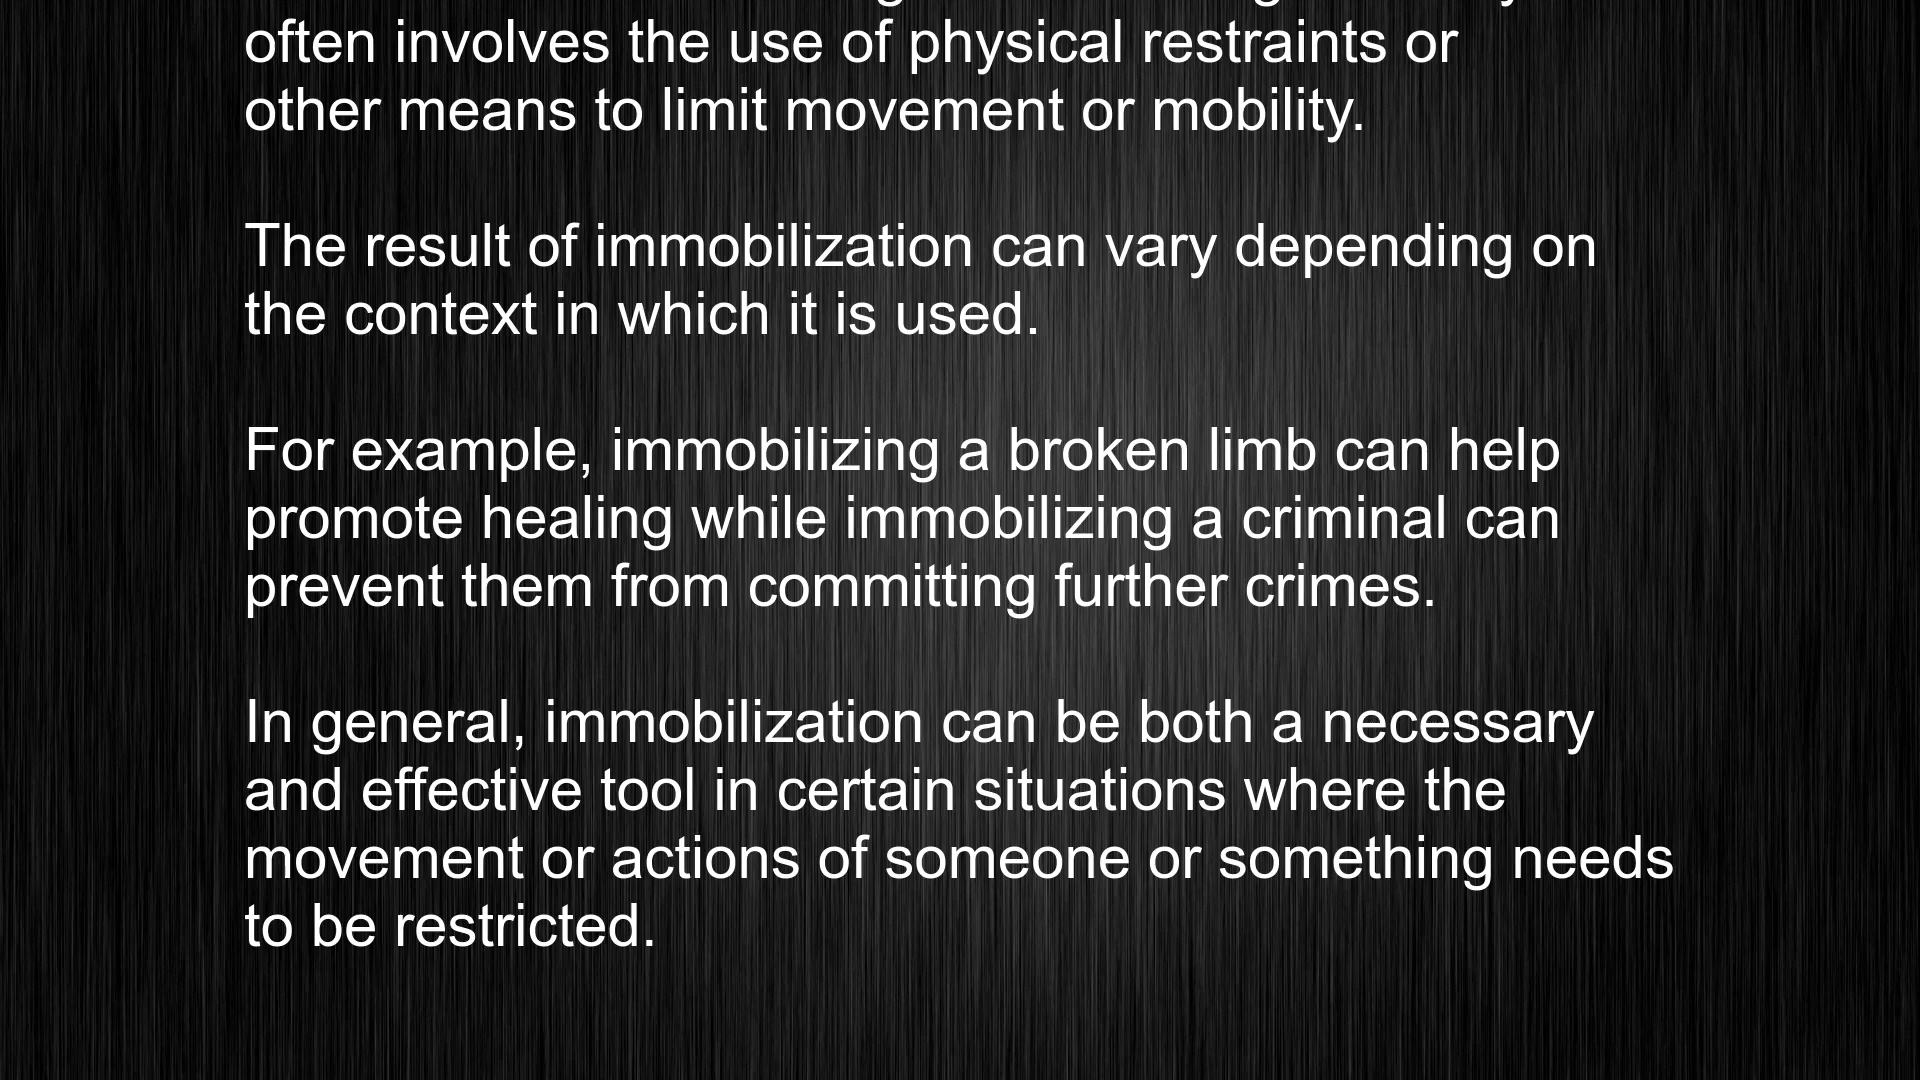 often involves the use of physical restraints or
other means to limit movement or mobility.
The result of immobilization can vary depending on
the context in which it is used.
For example, immobilizing a broken limb can help
promote healing while immobilizing a criminal can
prevent them from committing further crimes.
In general, immobilization can be both a necessary
and effective tool in certain situations where the
movement or actions of someone or something needs
to be restricted.